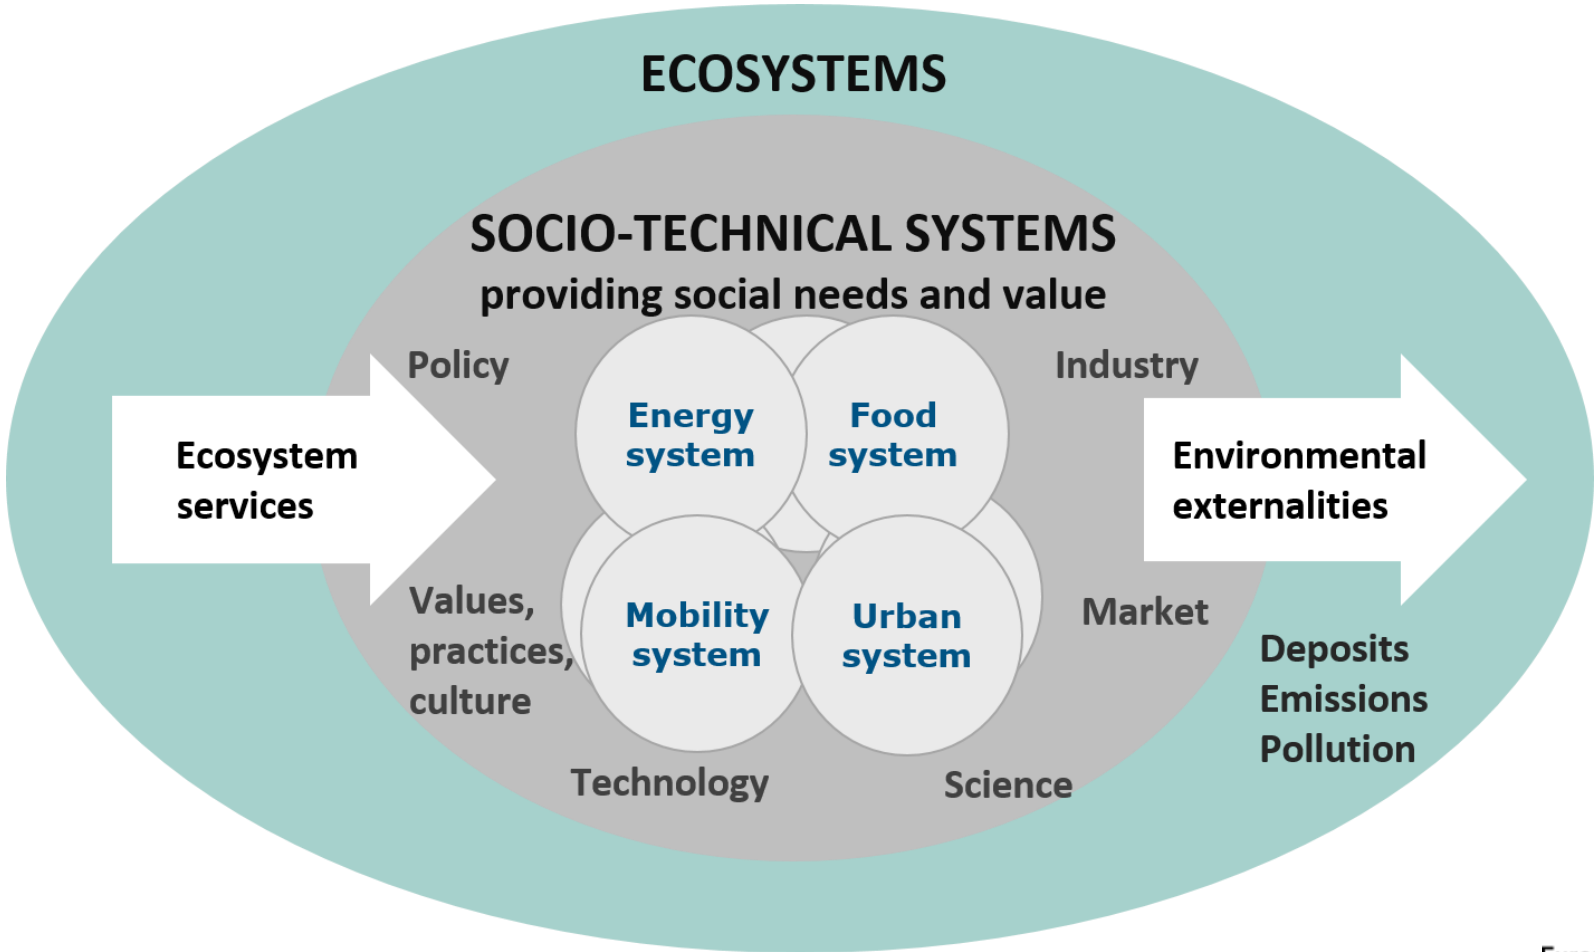 ECOSYSTEMS
SOCIO-TECHNICAL SYSTEMS
providing social needs and value
Policy
Industry
Energy
system
Food
system
Ecosystem
services
Environmental
externalities
Values,
practices,
culture
Mobility
system
Urban
system
Market
Deposits
Emissions
Pollution
Technology
Science